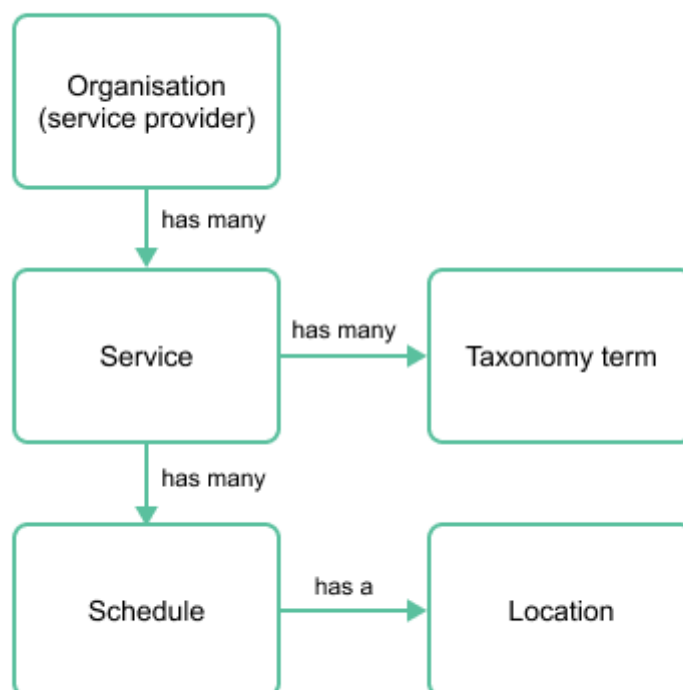 Organisation
(service provider)
has many
Service
has many
Taxonomy term
has many
Schedule
has a
Location